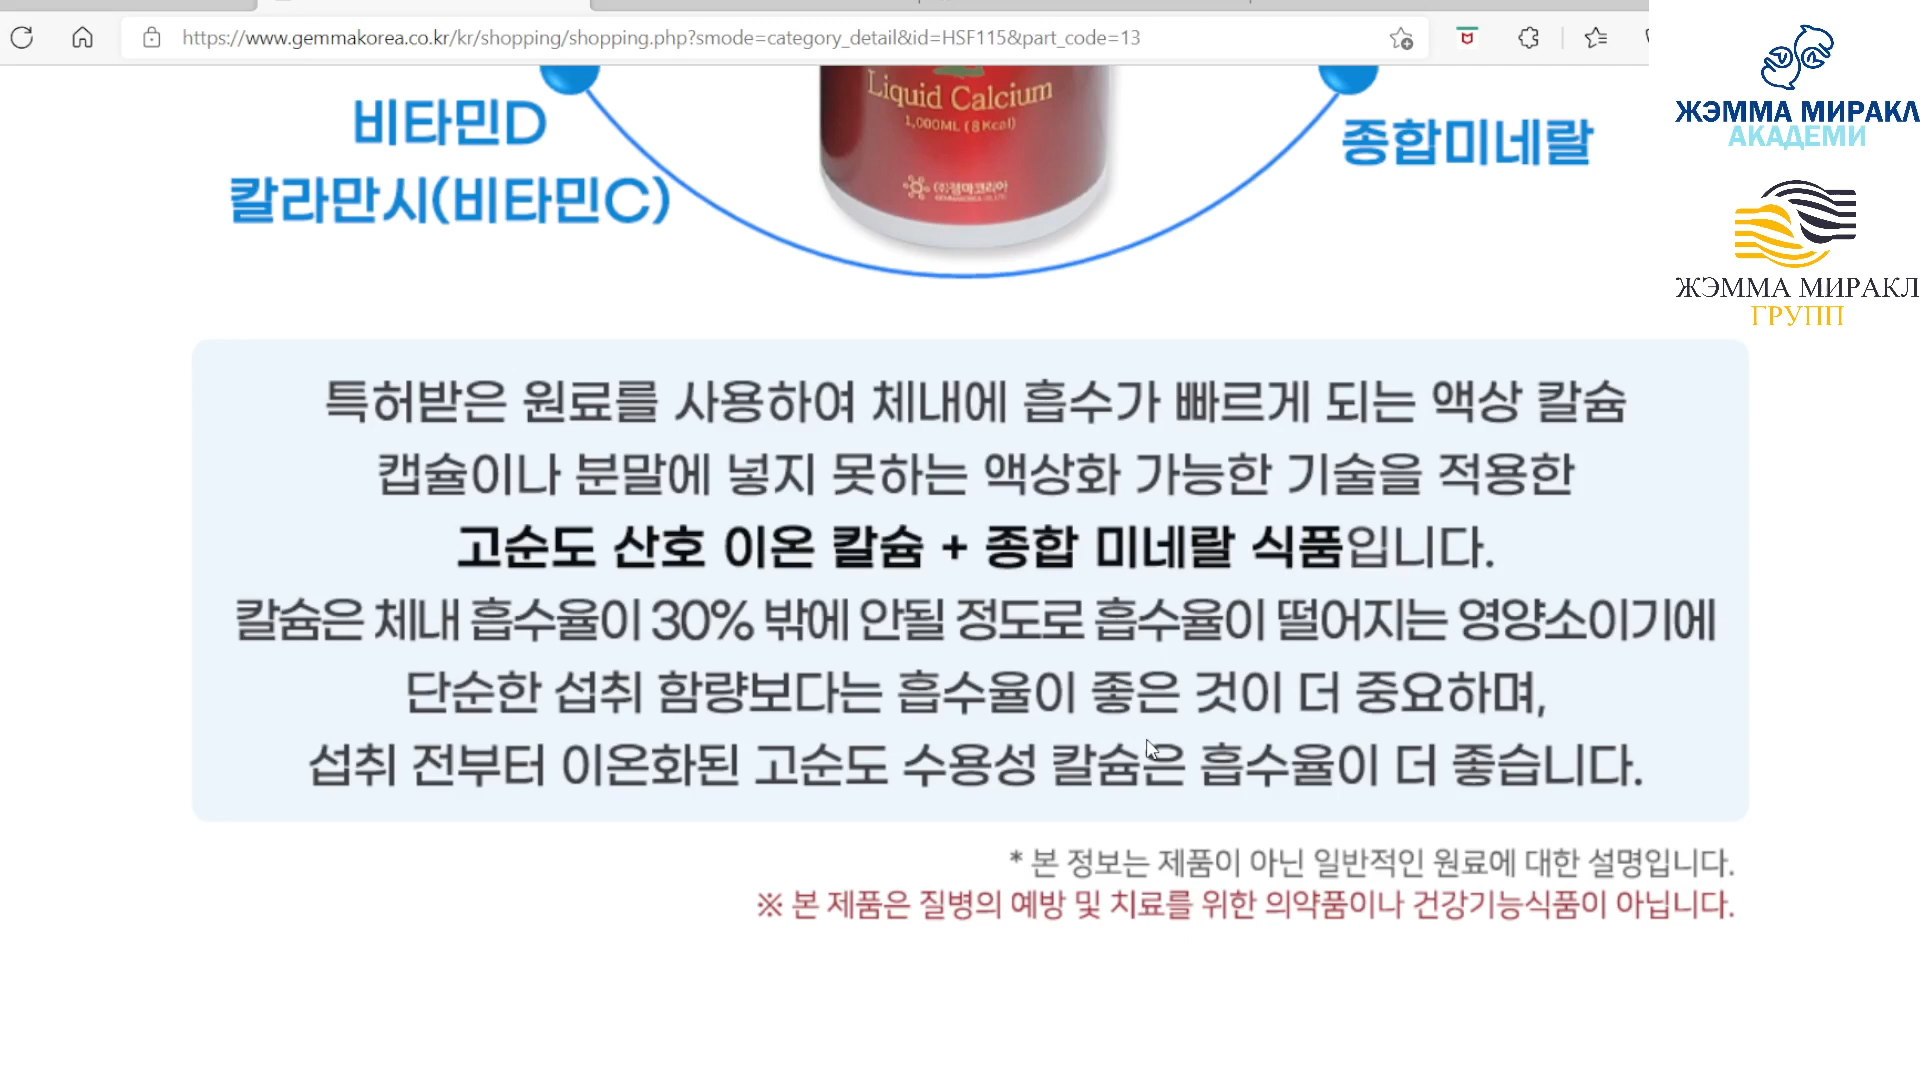 https://www.gemmakorea.co.kr/kr/shopping/shopping.php?smode=category_detail&id=HSF115&part_code=13
ЖЭММА МИРАКЛ
АКАДЕМИ
ЖЭММА МИРАКЛ
ГРУПП
Liquid Calcium
1,000ML (8Kcal)
(주)젬마코리아
비타민D
칼라만시(비타민C)
종합미네랄
특허받은 원료를 사용하여 체내에 흡수가 빠르게 되는 액상 칼슘
캡슐이나 분말에 넣지 못하는 액상화 가능한 기술을 적용한
고순도 산호 이온 칼슘 + 종합 미네랄 식품입니다.
칼슘은 체내 흡수율이 30% 밖에 안될 정도로 흡수율이 떨어지는 영양소이기에
단순한 섭취 함량보다는 흡수율이 좋은 것이 더 중요하며,
섭취 전부터 이온화된 고순도 수용성 칼슘은 흡수율이 더 좋습니다.
* 본 정보는 제품이 아닌 일반적인 원료에 대한 설명입니다.
※ 본 제품은 질병의 예방 및 치료를 위한 의약품이나 건강기능식품이 아닙니다.